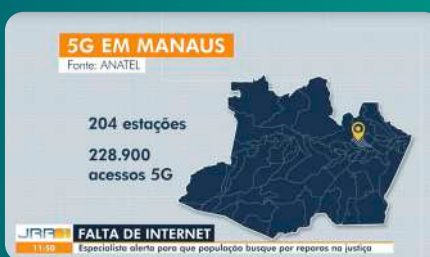 5G EM MANAUS
Fonte: ANATEL
204 estações
228.900
acessos 5G
FALTA DE INTERNET
11:50
Especialista alerta para que população busque por reparos na justiça